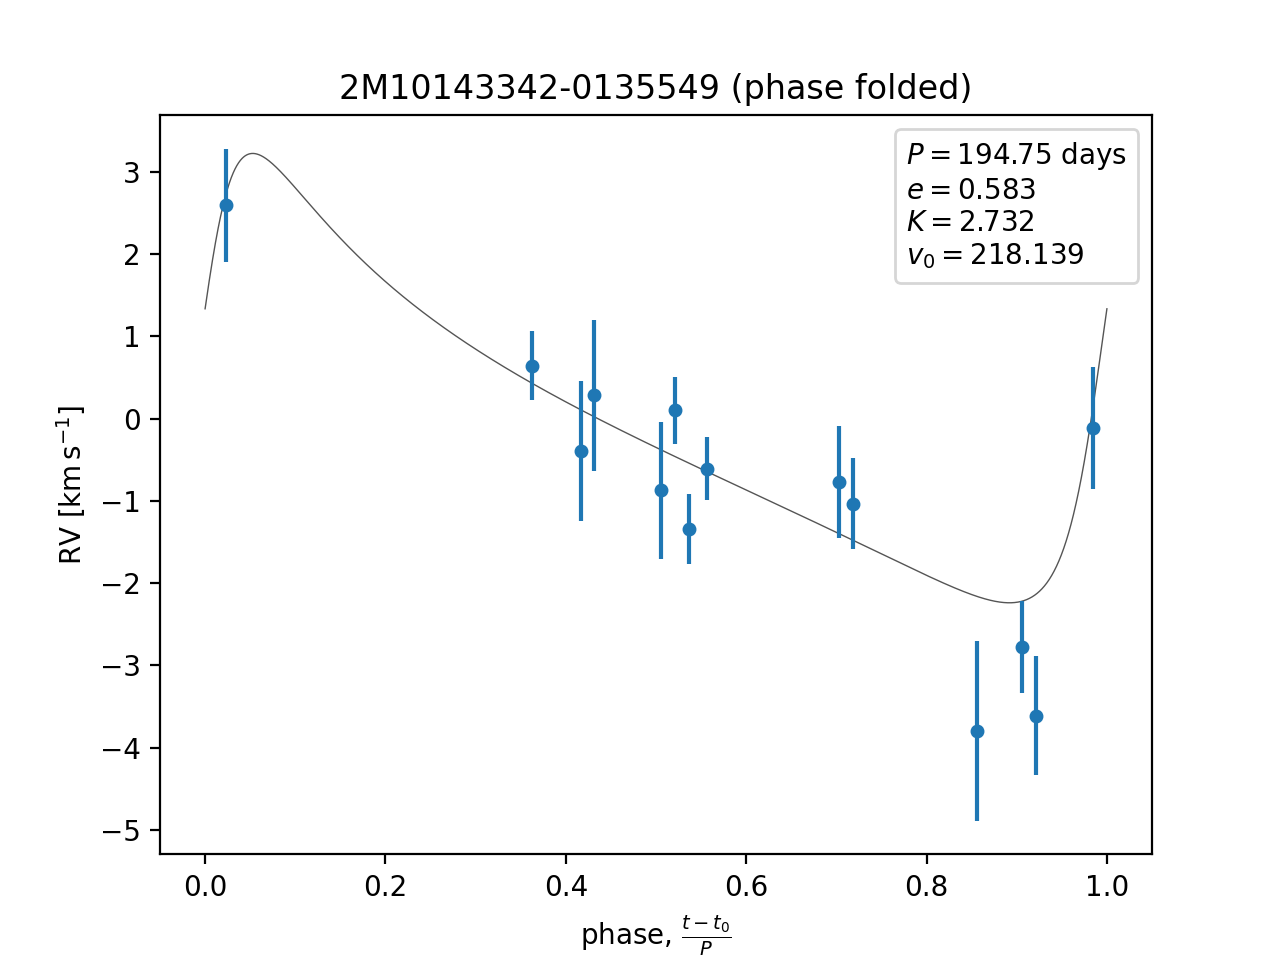 2M10143342-0135549 (phase folded)
P = 194.75 days
e = 0.583
K = 2.732
v₀ = 218.139
3
2
1
0
−1
−2
−3
−4
−5
RV [km s⁻¹]
0.0 0.2 0.4 0.6 0.8 1.0
phase, (t − t₀)/P